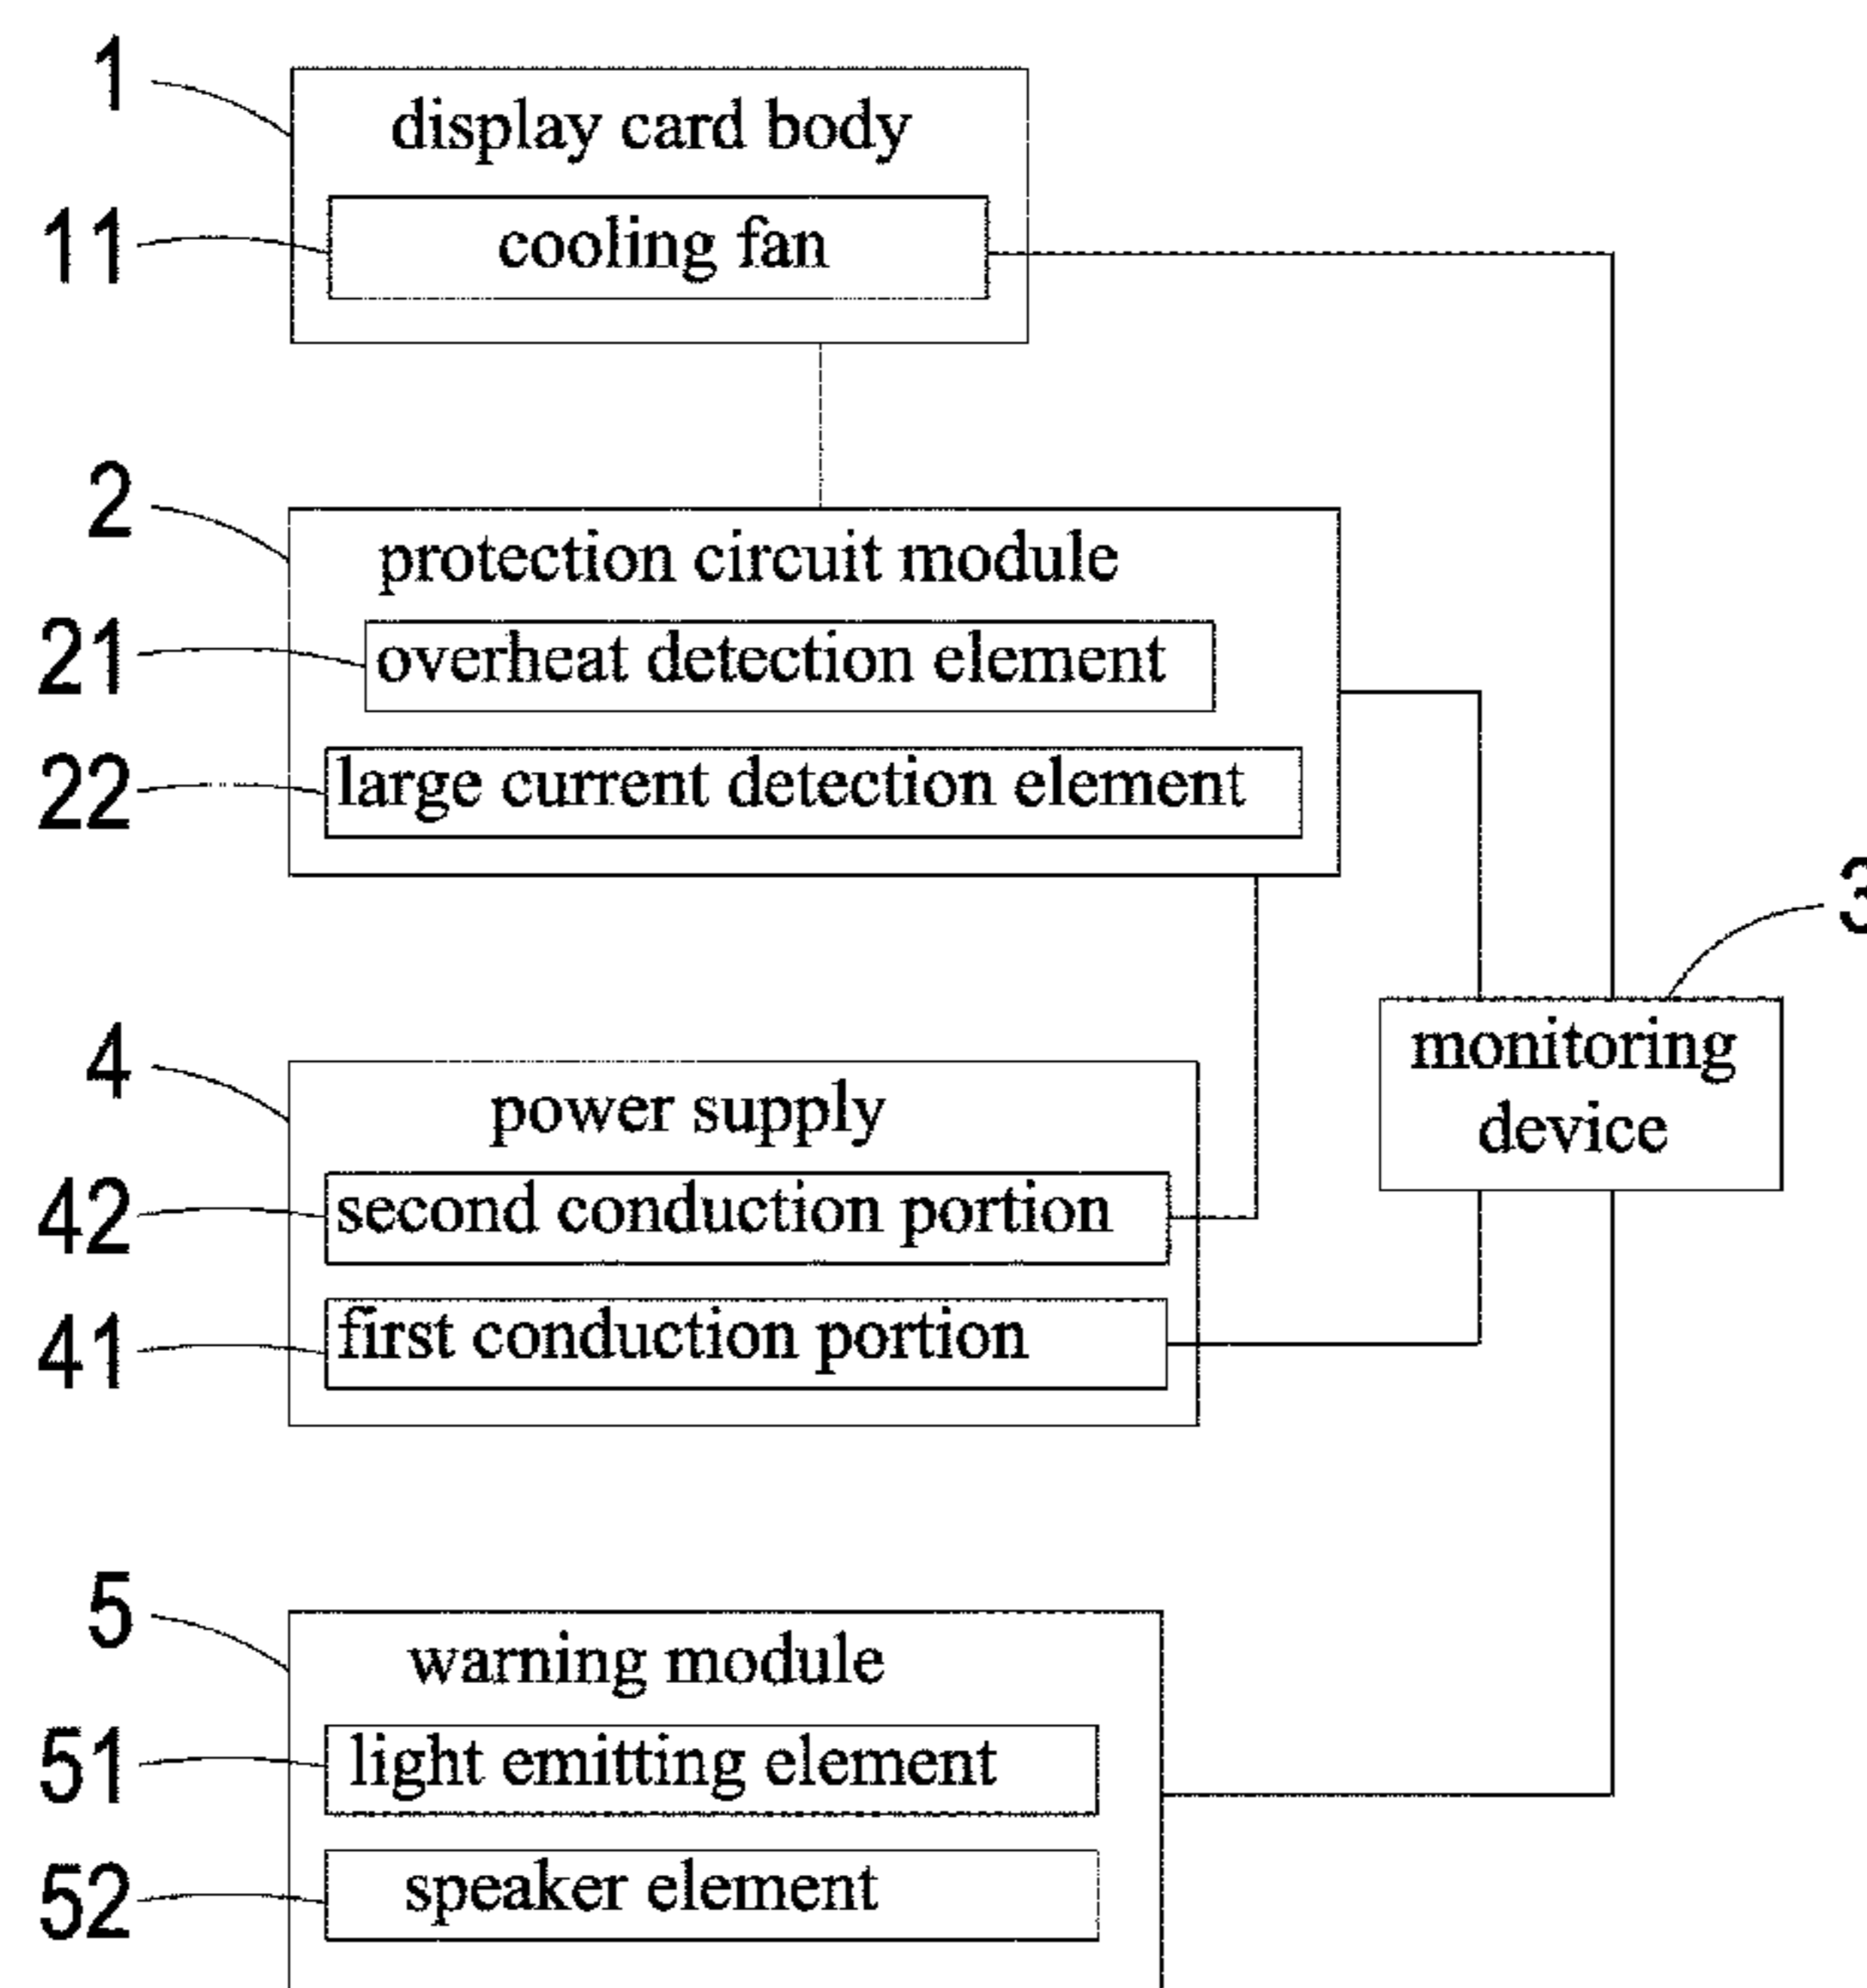 1
display card body
11
cooling fan
2
protection circuit module
21
overheat detection element
22
large current detection element
3
monitoring
device
4
power supply
42
second conduction portion
41
first conduction portion
5
warning module
51
light emitting element
52
speaker element